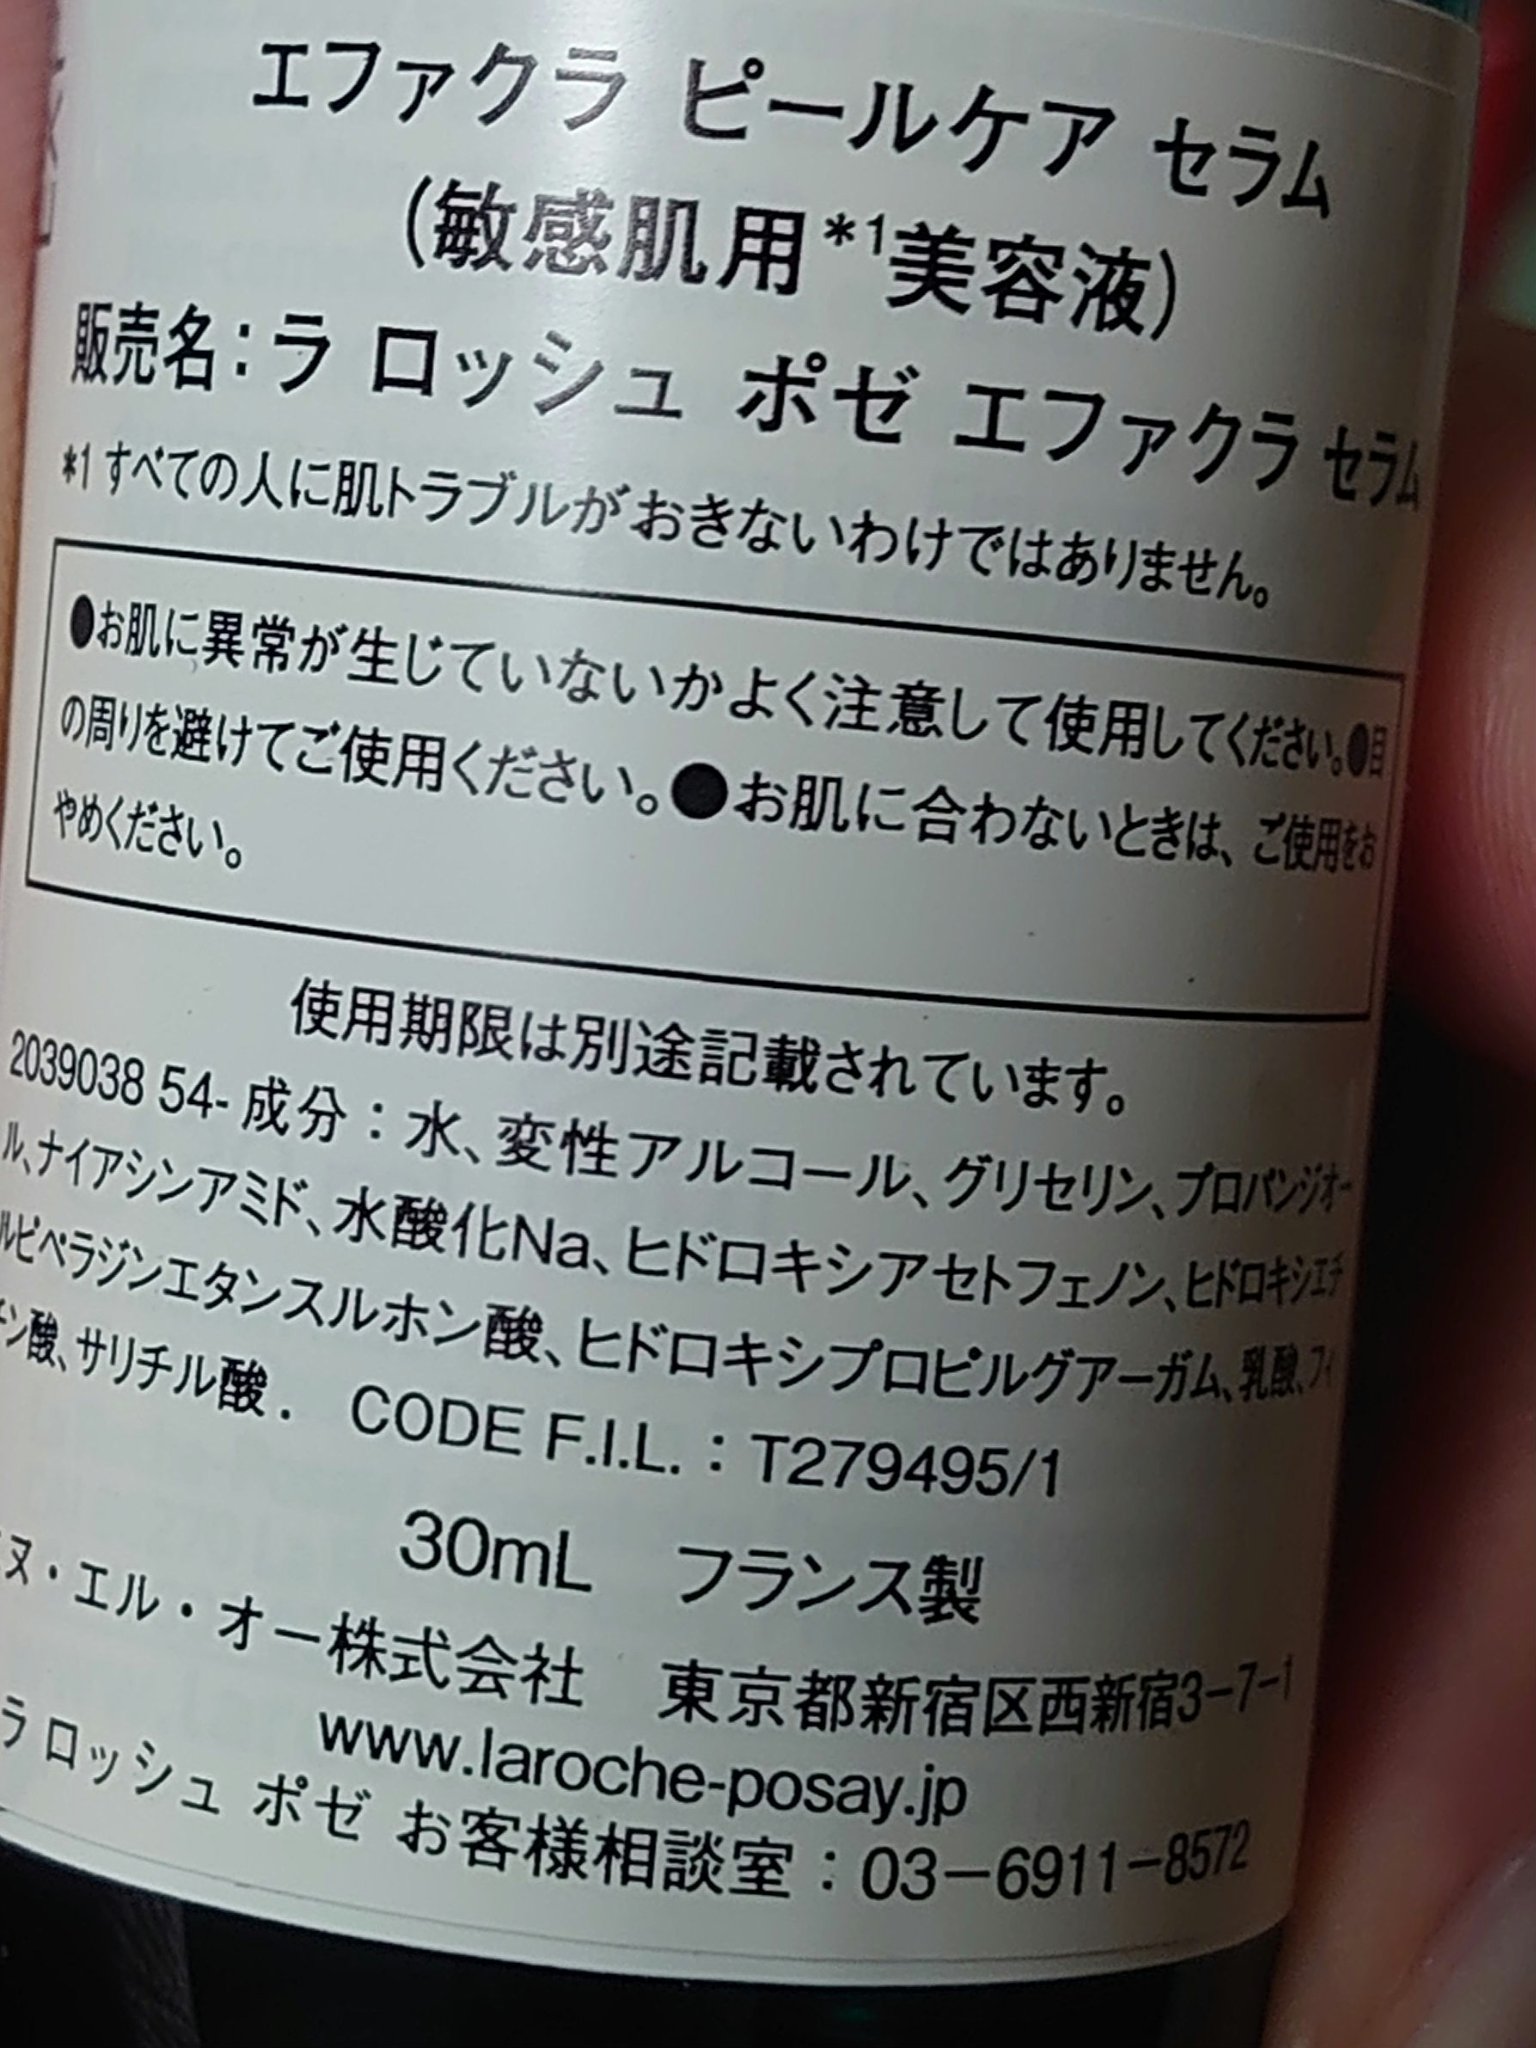 エファクラ ピールケア セラム
(敏感肌用*1美容液)
販売名：ラ ロッシュ ポゼ エファクラ セラム
*1 すべての人に肌トラブルがおきないわけではありません。
●お肌に異常が生じていないかよく注意して使用してください。●目
の周りを避けてご使用ください。●お肌に合わないときは、ご使用をお
やめください。
使用期限は別途記載されています。
2039038 54- 成分：水、変性アルコール、グリセリン、プロパンジオー
ル、ナイアシンアミド、水酸化Na、ヒドロキシアセトフェノン、ヒドロキシエチ
ルピペラジンエタンスルホン酸、ヒドロキシプロピルグアーガム、乳酸、フィ
チン酸、サリチル酸. CODE F.I.L.：T279495/1
30mL フランス製
ヌ・エル・オー株式会社 東京都新宿区西新宿3-7-1
www.laroche-posay.jp
ラ ロッシュ ポゼ お客様相談室：03-6911-8572